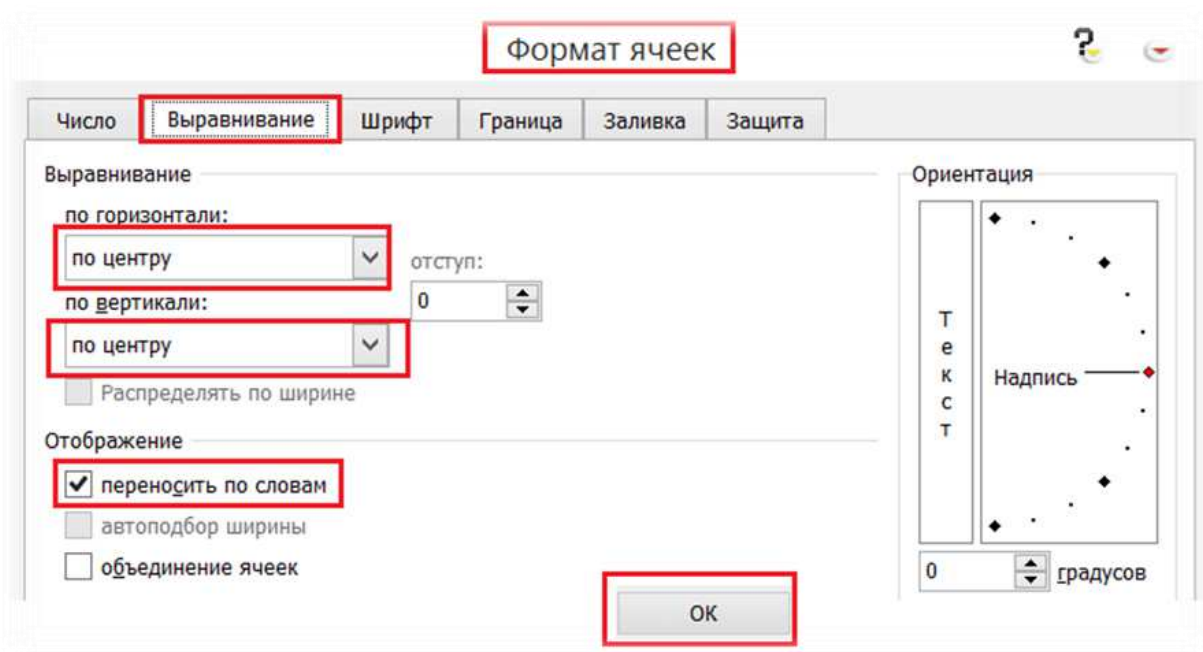 Формат ячеек
Число Выравнивание Шрифт Граница Заливка Защита
Выравнивание
по горизонтали:
по центру
отступ:
по вертикали:
0
по центру
Распределять по ширине
Отображение
переносить по словам
автоподбор ширины
объединение ячеек
ОК
Ориентация
Текст
Надпись
0 градусов